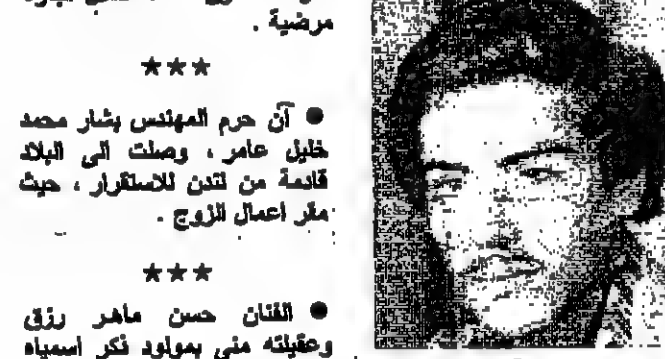 مرضية .
★★★
● آن حرم المهندس بشار محمد
خليل عامر ، وصلت الى البلاد
قادمة من لندن للاستقرار ، حيث
مقر اعمال الزوج .
★★★
● الفنان حسن ماهر رزق
وعقيلته منى بمولود ذكر اسمياه